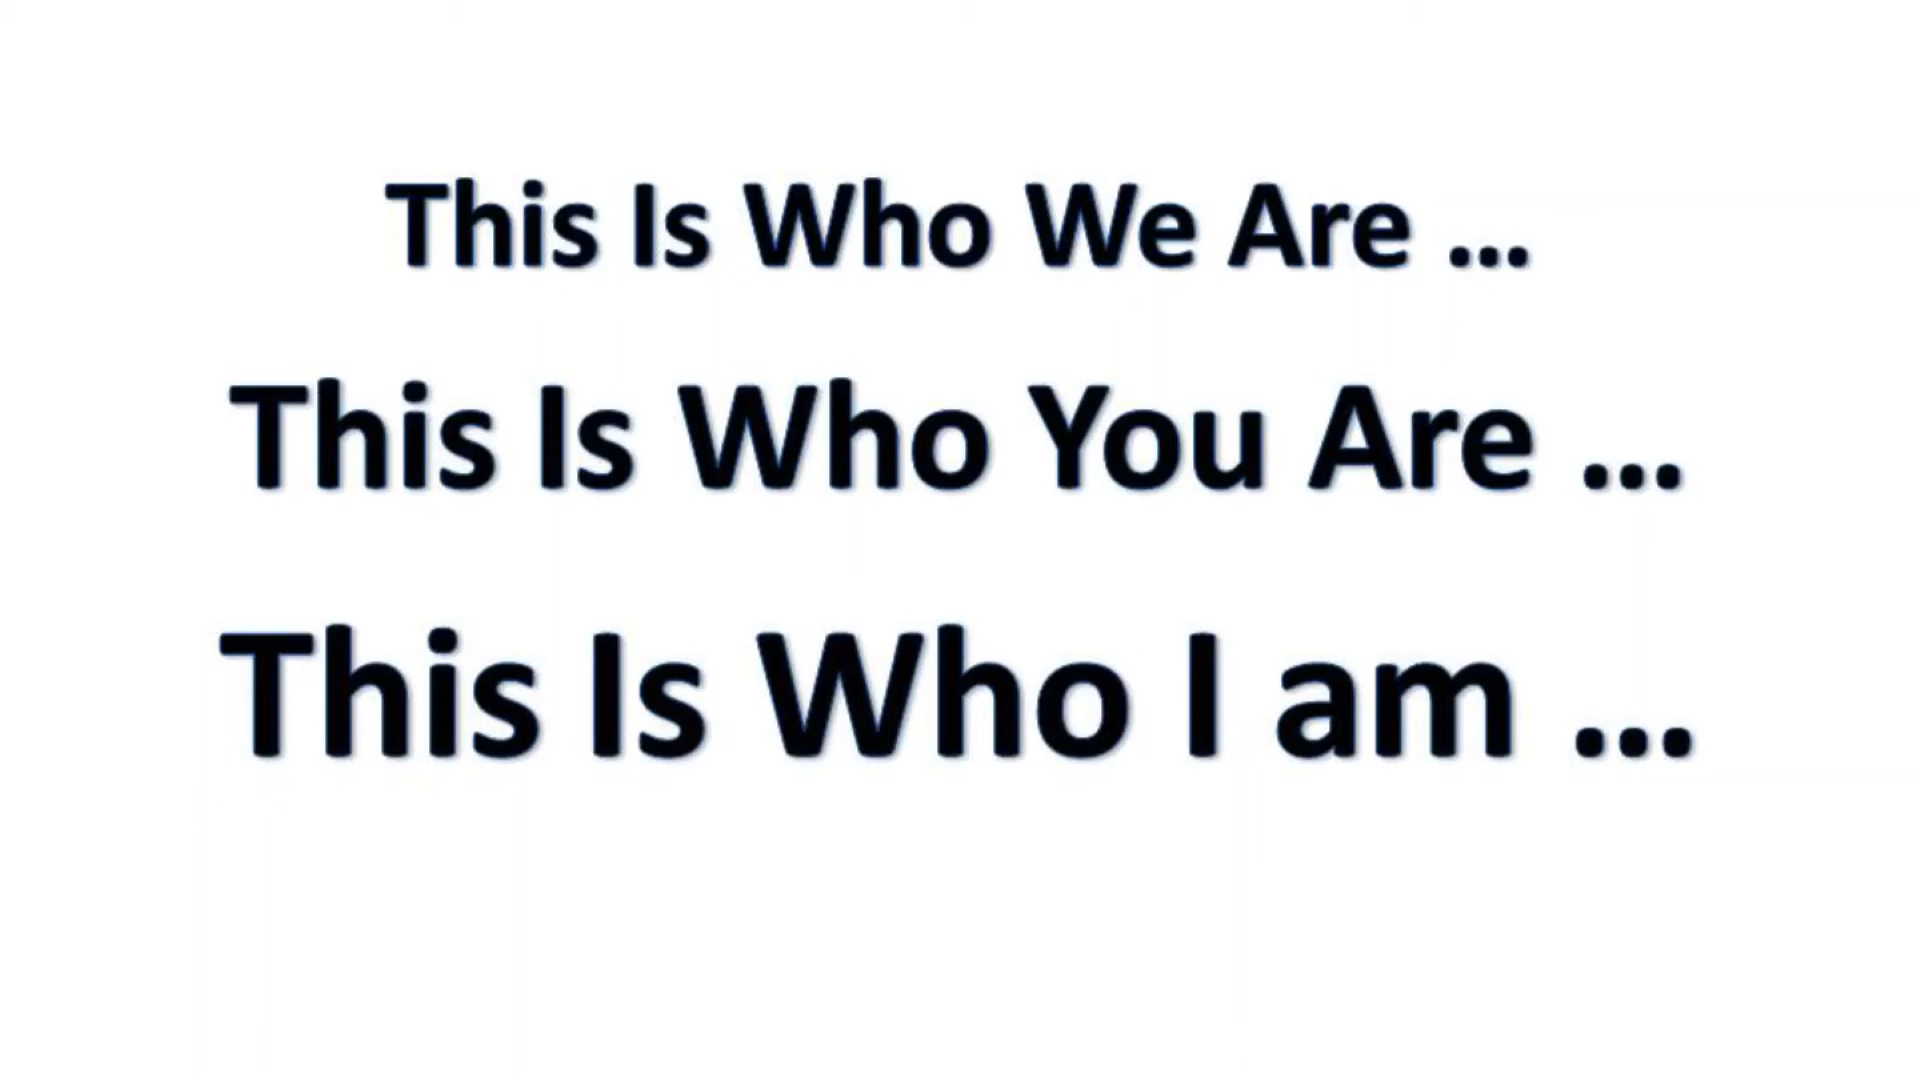 This Is Who We Are ...
This Is Who You Are ...
This Is Who I am ...